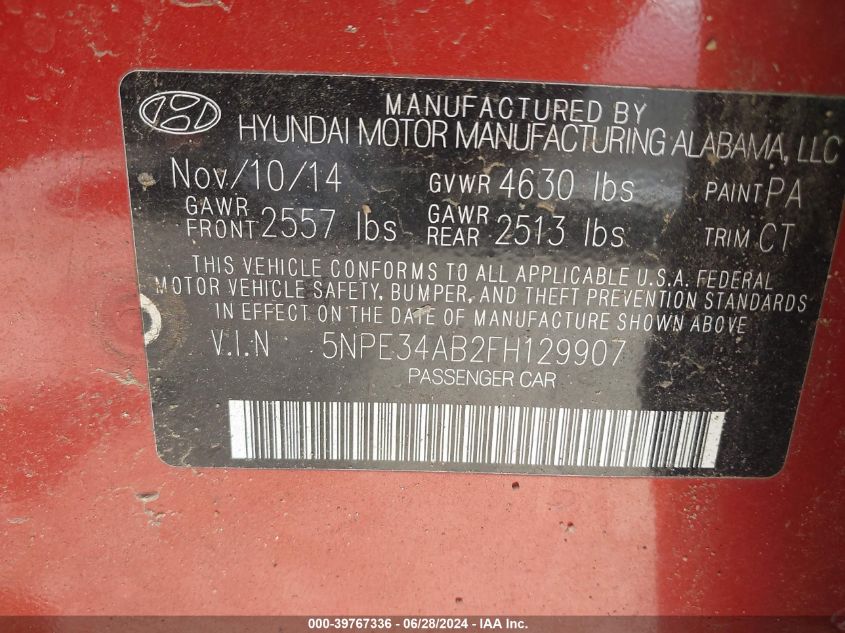 MANUFACTURED BY
HYUNDAI MOTOR MANUFACTURING ALABAMA, LLC
Nov/10/14 GVWR 4630 lbs PAINT PA
GAWR FRONT 2557 lbs GAWR REAR 2513 lbs TRIM CT
THIS VEHICLE CONFORMS TO ALL APPLICABLE U.S.A. FEDERAL
MOTOR VEHICLE SAFETY, BUMPER, AND THEFT PREVENTION STANDARDS
IN EFFECT ON THE DATE OF MANUFACTURE SHOWN ABOVE
V.I.N 5NPE34AB2FH129907
PASSENGER CAR
000-39767336 - 06/28/2024 - IAA Inc.